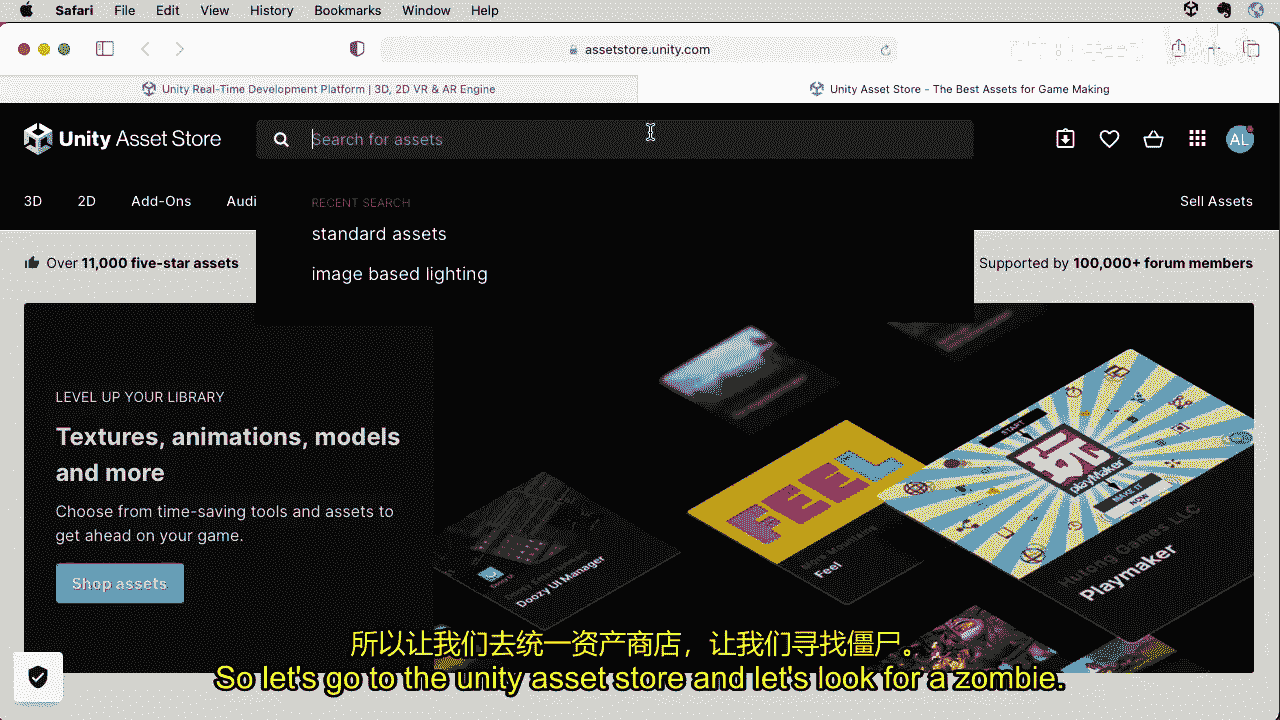 Safari File Edit View History Bookmarks Window Help
assetstore.unity.com
Unity Real-Time Development Platform | 3D, 2D VR & AR Engine
Unity Asset Store - The Best Assets for Game Making
Unity Asset Store
Search for assets
AL
3D 2D Add-Ons Audi
Sell Assets
RECENT SEARCH
standard assets
image based lighting
Over 11,000 five-star assets
Supported by 100,000+ forum members
LEVEL UP YOUR LIBRARY
Textures, animations, models
and more
Choose from time-saving tools and assets to
get ahead on your game.
Shop assets
Doozy UI Manager
FEEL
Feel
START
玩
playMaker
MAKE IT
NOW
Hutong Games LLC
Playmaker
所以让我们去统一资产商店，让我们寻找僵尸。
So let's go to the unity asset store and let's look for a zombie.